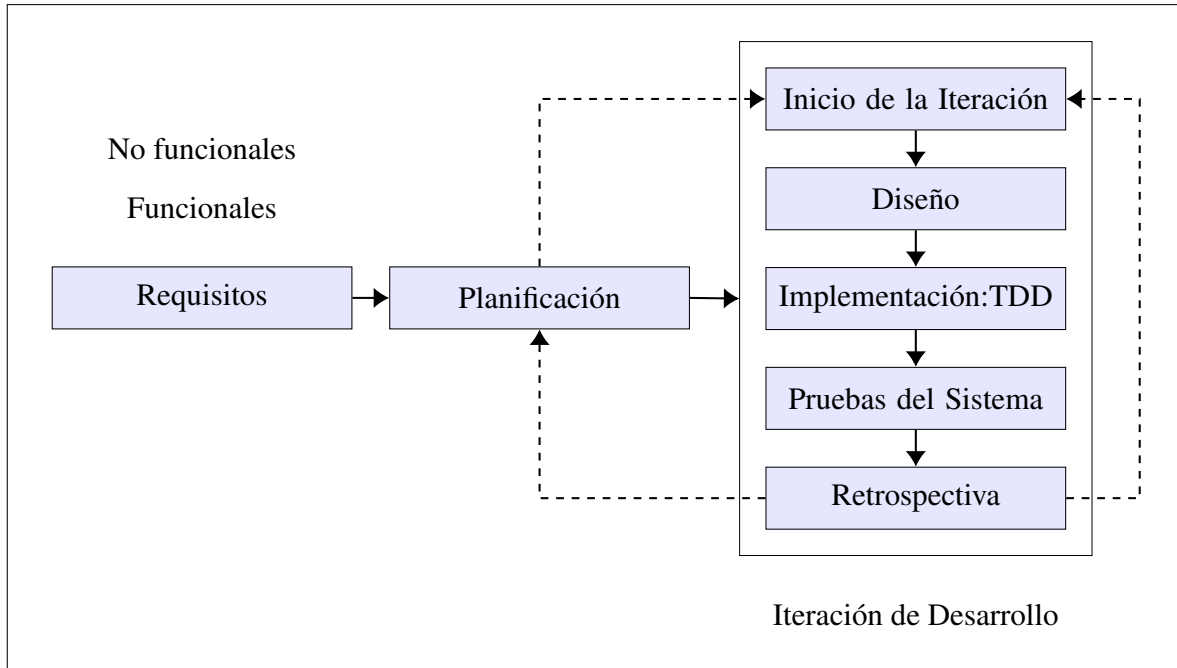 No funcionales
Funcionales
Requisitos
Planificación
Inicio de la Iteración
Diseño
Implementación:TDD
Pruebas del Sistema
Retrospectiva
Iteración de Desarrollo